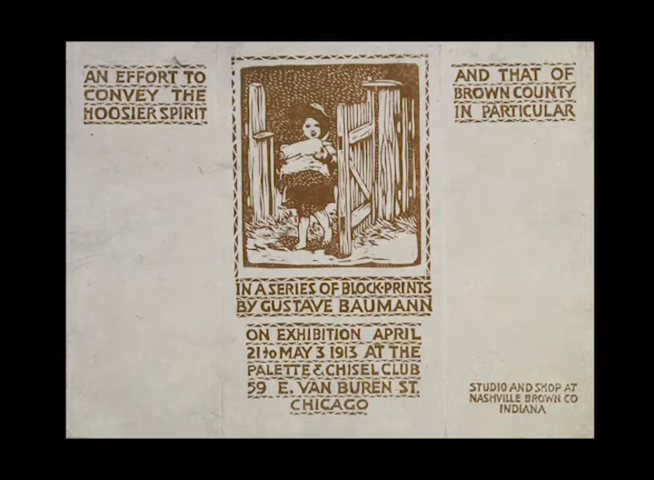 AN EFFORT TO
CONVEY THE
HOOSIER SPIRIT
AND THAT OF
BROWN COUNTY
IN PARTICULAR
IN A SERIES OF BLOCK-PRINTS
BY GUSTAVE BAUMANN
ON EXHIBITION APRIL
21 to MAY 3 1913 AT THE
PALETTE & CHISEL CLUB
59 E. VAN BUREN ST.
CHICAGO
STUDIO AND SHOP AT
NASHVILLE BROWN CO
INDIANA